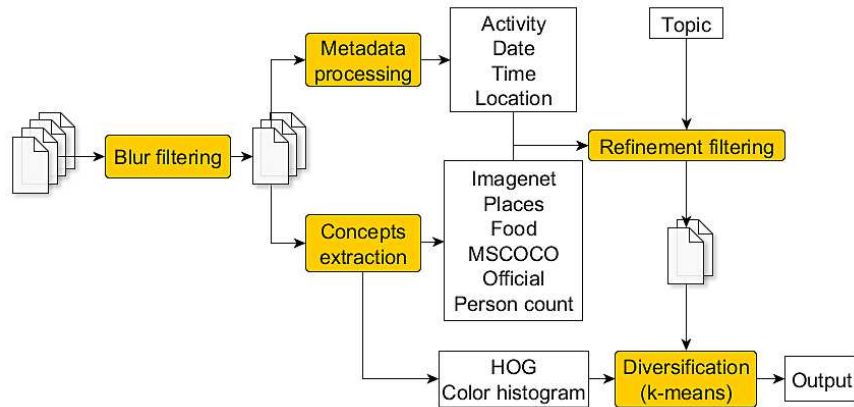 Blur filtering
Metadata
processing
Activity
Date
Time
Location
Topic
Refinement filtering
Concepts
extraction
Imagenet
Places
Food
MSCOCO
Official
Person count
HOG
Color histogram
Diversification
(k-means)
Output